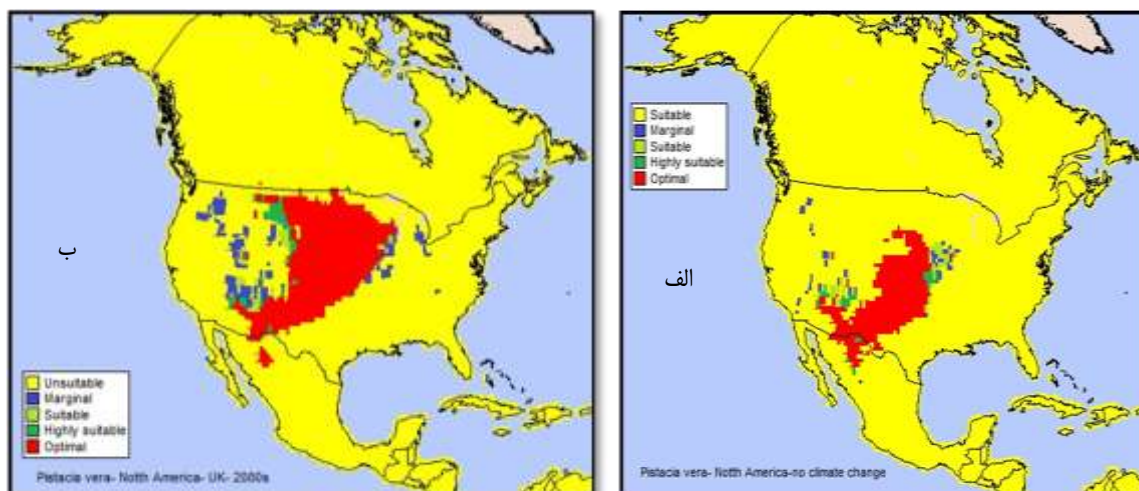 ب
Unsuitable
Marginal
Suitable
Highly suitable
Optimal
Pistacia vera- Notth America- UK- 2080s
الف
Suitable
Marginal
Suitable
Highly suitable
Optimal
Pistacia vera- Notth America-no climate change